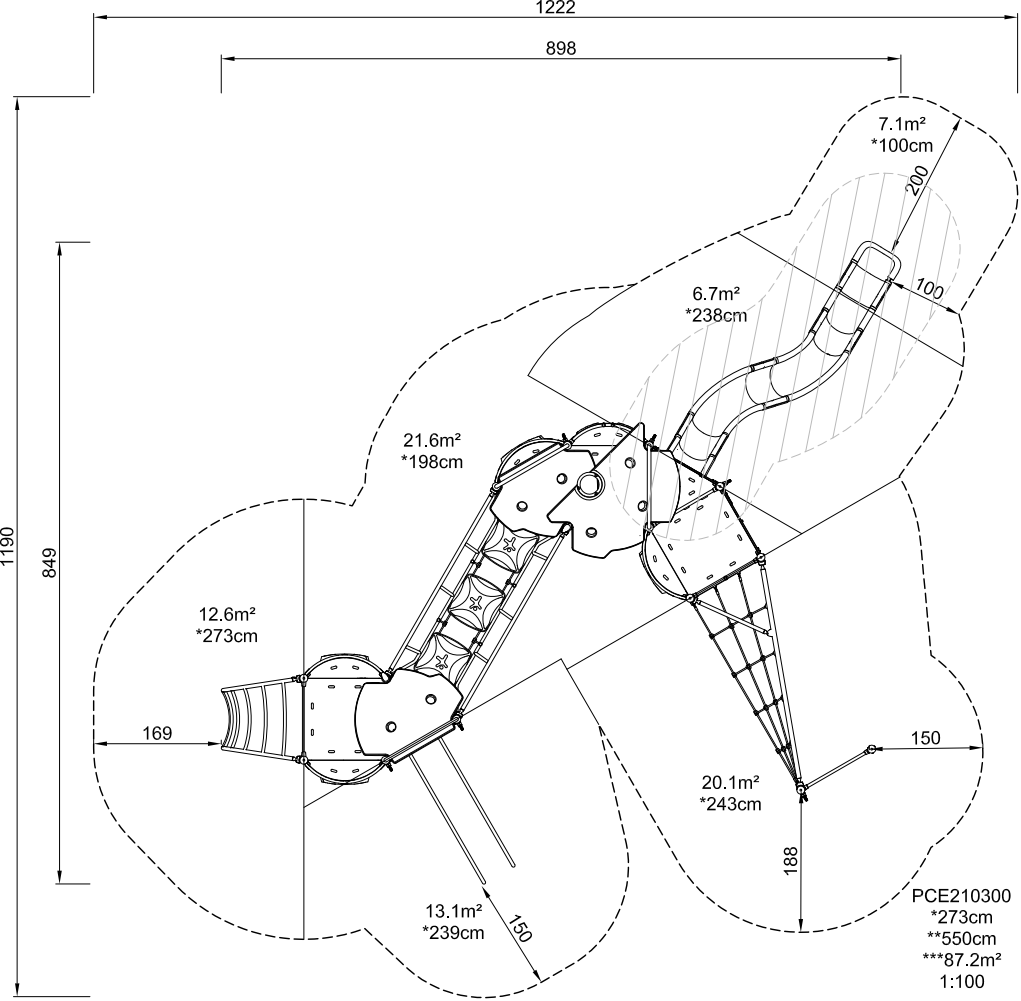 1222
898
7.1m²
*100cm
200
100
6.7m²
*238cm
21.6m²
*198cm
1190
849
12.6m²
*273cm
169
150
20.1m²
*243cm
188
13.1m²
*239cm
150
PCE210300
*273cm
**550cm
***87.2m²
1:100